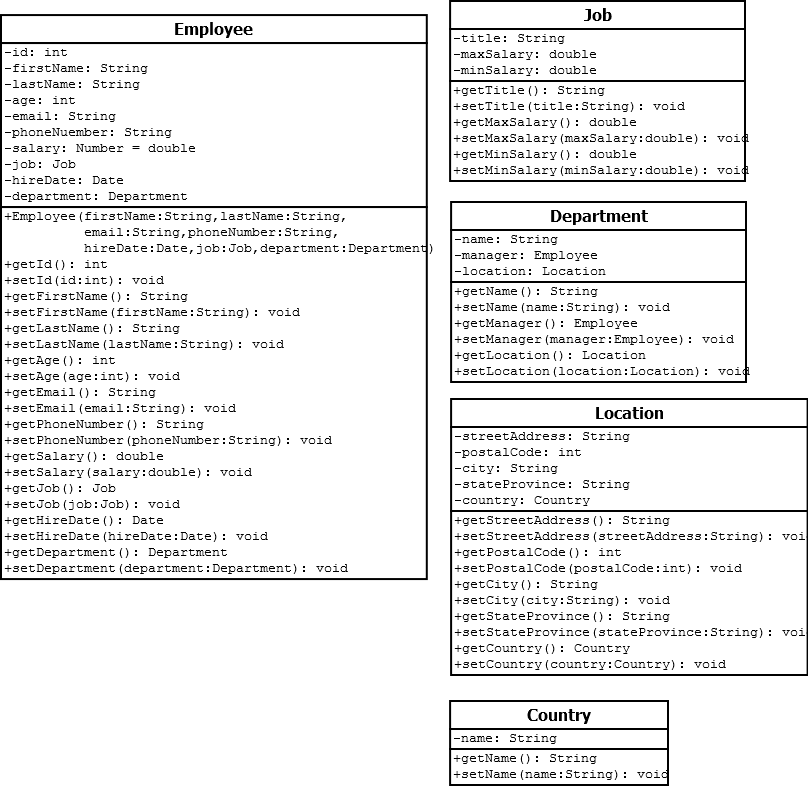 Employee
-id: int
-firstName: String
-lastName: String
-age: int
-email: String
-phoneNuember: String
-salary: Number = double
-job: Job
-hireDate: Date
-department: Department
+Employee(firstName:String,lastName:String,
email:String,phoneNumber:String,
hireDate:Date,job:Job,department:Department)
+getId(): int
+setId(id:int): void
+getFirstName(): String
+setFirstName(firstName:String): void
+getLastName(): String
+setLastName(lastName:String): void
+getAge(): int
+setAge(age:int): void
+getEmail(): String
+setEmail(email:String): void
+getPhoneNumber(): String
+setPhoneNumber(phoneNumber:String): void
+getSalary(): double
+setSalary(salary:double): void
+getJob(): Job
+setJob(job:Job): void
+getHireDate(): Date
+setHireDate(hireDate:Date): void
+getDepartment(): Department
+setDepartment(department:Department): void
Job
-title: String
-maxSalary: double
-minSalary: double
+getTitle(): String
+setTitle(title:String): void
+getMaxSalary(): double
+setMaxSalary(maxSalary:double): void
+getMinSalary(): double
+setMinSalary(minSalary:double): void
Department
-name: String
-manager: Employee
-location: Location
+getName(): String
+setName(name:String): void
+getManager(): Employee
+setManager(manager:Employee): void
+getLocation(): Location
+setLocation(location:Location): void
Location
-streetAddress: String
-postalCode: int
-city: String
-stateProvince: String
-country: Country
+getStreetAddress(): String
+setStreetAddress(streetAddress:String): voi
+getPostalCode(): int
+setPostalCode(postalCode:int): void
+getCity(): String
+setCity(city:String): void
+getStateProvince(): String
+setStateProvince(stateProvince:String): voi
+getCountry(): Country
+setCountry(country:Country): void
Country
-name: String
+getName(): String
+setName(name:String): void